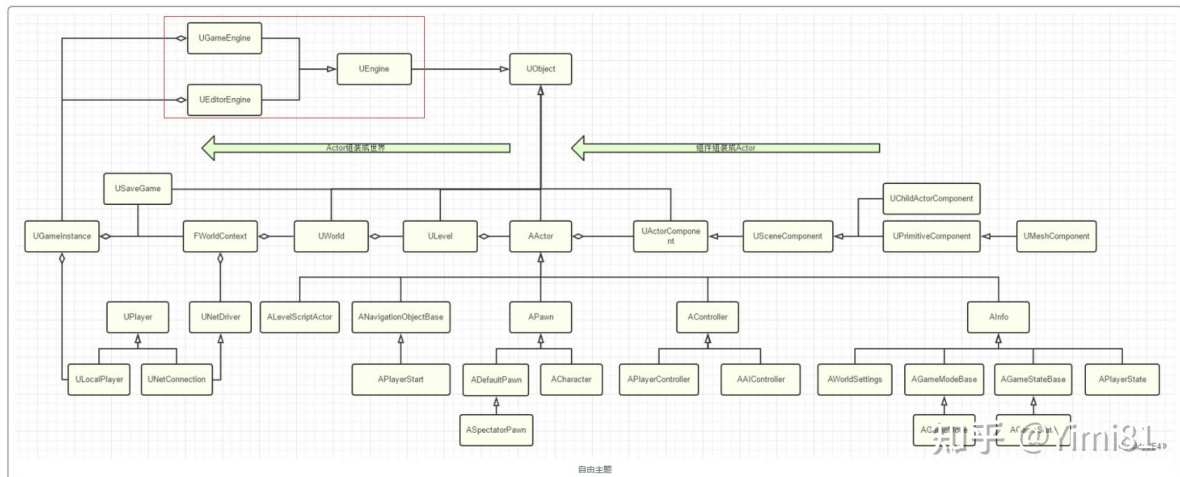 UGameEngine
UEngine
UObject
UEditorEngine
Actor组装成世界
组件组装成Actor
USaveGame
UChildActorComponent
UGameInstance
FWorldContext
UWorld
ULevel
AActor
UActorCompone
nt
USceneComponent
UPrimitiveComponent
UMeshComponent
UPlayer
UNetDriver
ALevelScriptActor
ANavigationObjectBase
APawn
AController
AInfo
ULocalPlayer
UNetConnection
APlayerStart
ADefaultPawn
ACharacter
APlayerController
AAIController
AWorldSettings
AGameModeBase
AGameStateBase
APlayerState
ASpectatorPawn
知乎 @Yimi81
自由主题